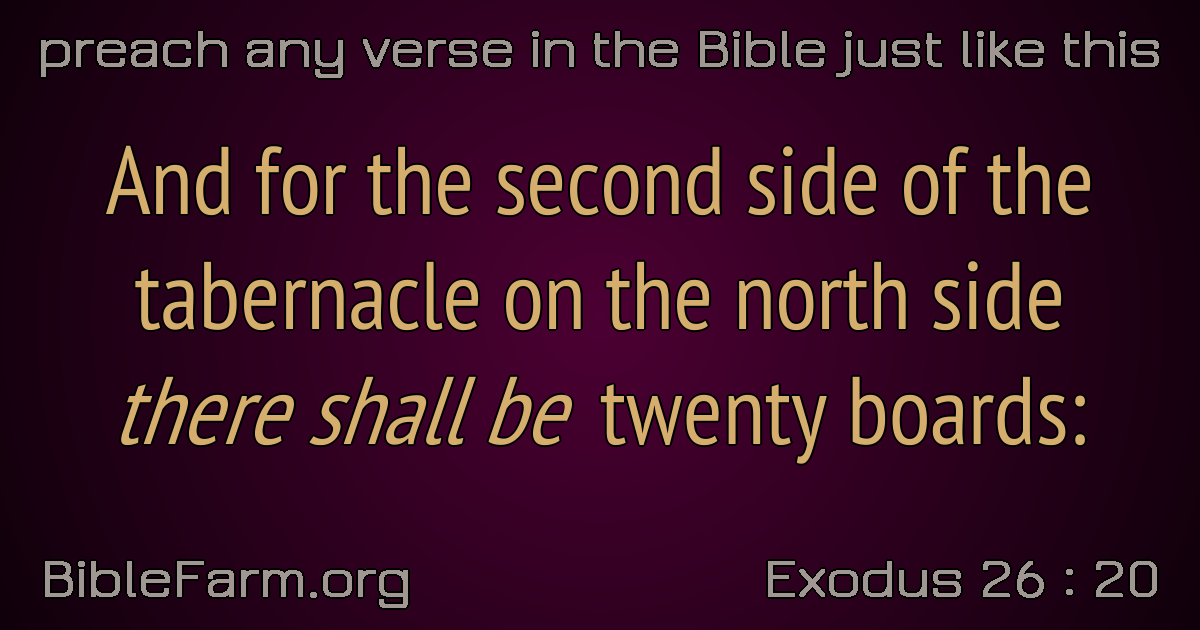 preach any verse in the Bible just like this
And for the second side of the
tabernacle on the north side
there shall be twenty boards:
BibleFarm.org
Exodus 26 : 20